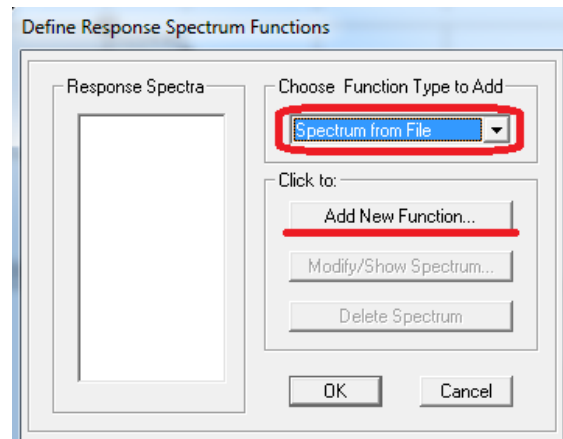 Define Response Spectrum Functions
Response Spectra
Choose Function Type to Add
Spectrum from File
Click to:
Add New Function...
Modify/Show Spectrum...
Delete Spectrum
OK
Cancel